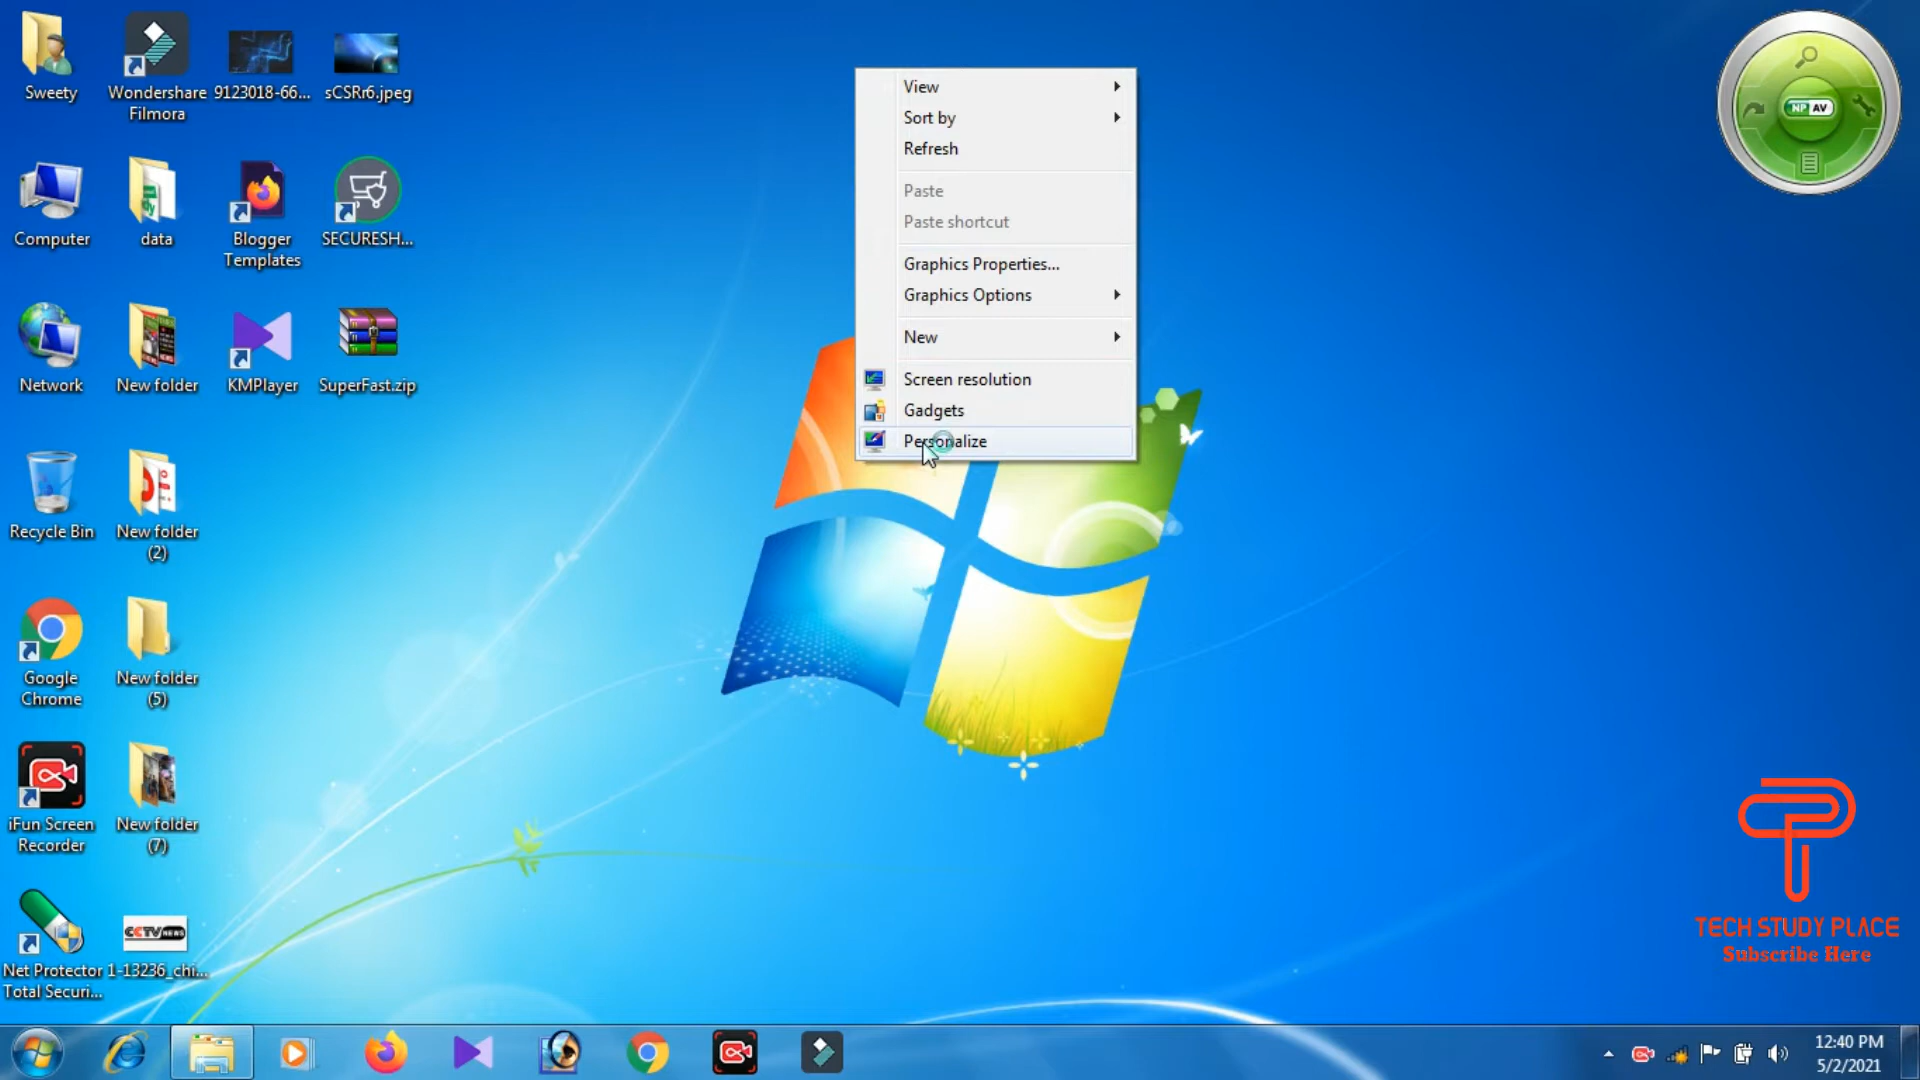 Sweety
Wondershare
Filmora
9123018-66...
sCSRr6.jpeg
Computer
data
Blogger
Templates
SECURESH...
Network
New folder
KMPlayer
SuperFast.zip
Recycle Bin
New folder
(2)
Google
Chrome
New folder
(5)
iFun Screen
Recorder
New folder
(7)
Net Protector
Total Securi...
CCTV NEWS
1-13236_chi...
View
Sort by
Refresh
Paste
Paste shortcut
Graphics Properties...
Graphics Options
New
Screen resolution
Gadgets
Personalize
NP AV
TECH STUDY PLACE
Subscribe Here
12:40 PM
5/2/2021